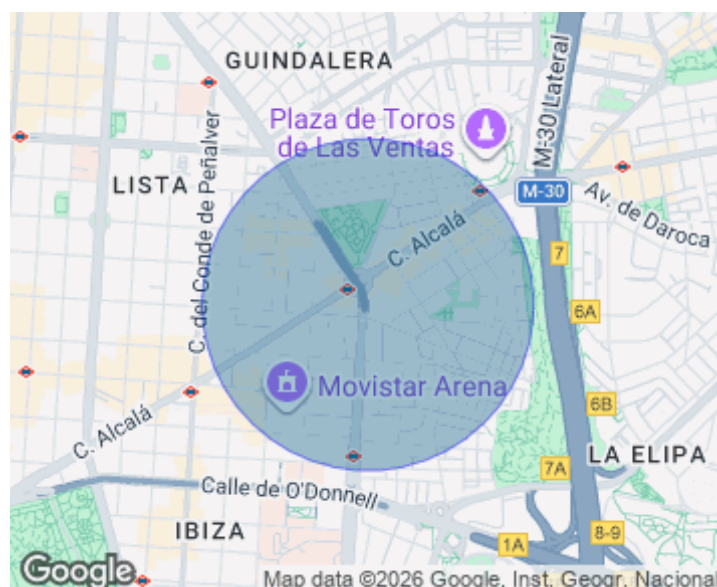 GUINDALERA
Plaza de Toros
de Las Ventas
M-30 Lateral
LISTA
C. del Conde de Peñalver
M-30
Av. de Daroca
C. Alcalá
7
6A
Movistar Arena
6B
C. Alcalá
7A
LA ELIPA
Calle de O'Donnell
IBIZA
1A
8-9
Google
Map data ©2026 Google, Inst. Geogr. Nacional